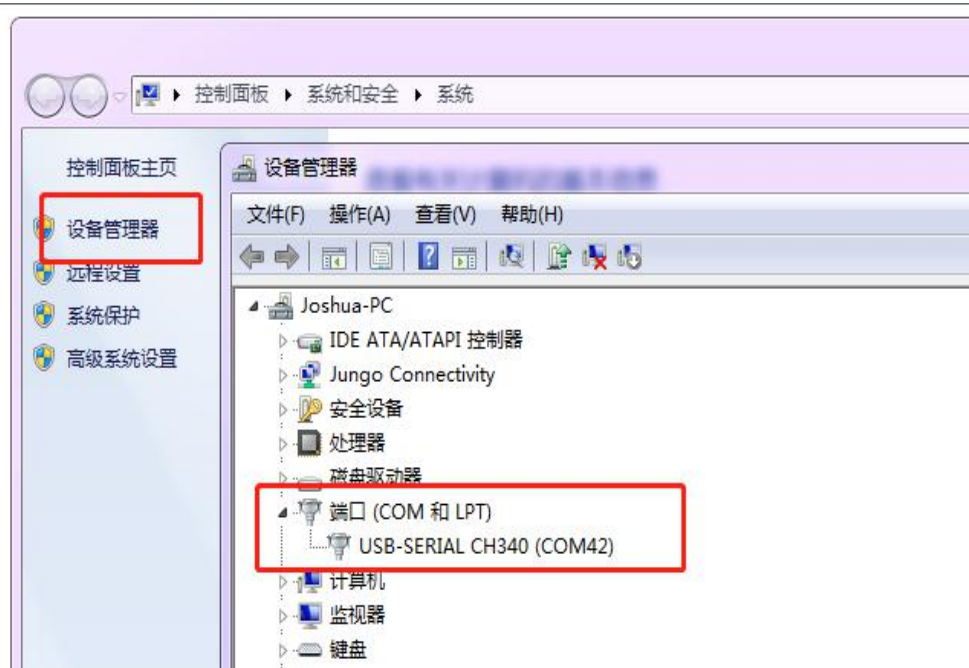 控制面板 系统和安全 系统
控制面板主页
设备管理器
远程设置
系统保护
高级系统设置
设备管理器
文件(F) 操作(A) 查看(V) 帮助(H)
Joshua-PC
IDE ATA/ATAPI 控制器
Jungo Connectivity
安全设备
处理器
磁盘驱动器
端口 (COM 和 LPT)
USB-SERIAL CH340 (COM42)
计算机
监视器
键盘